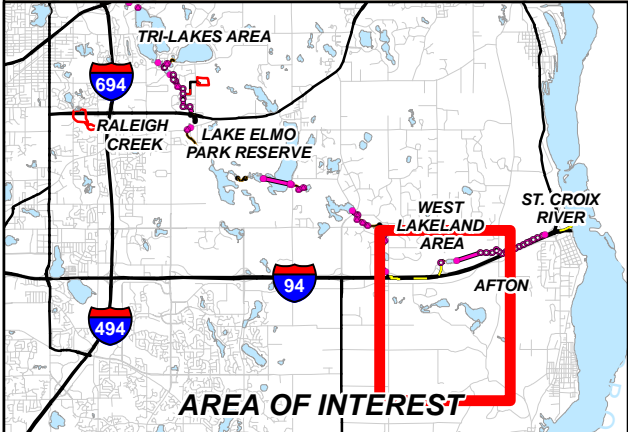 TRI-LAKES AREA
694
RALEIGH
CREEK
LAKE ELMO
PARK RESERVE
WEST
LAKELAND
AREA
ST. CROIX
RIVER
94
AFTON
494
AREA OF INTEREST